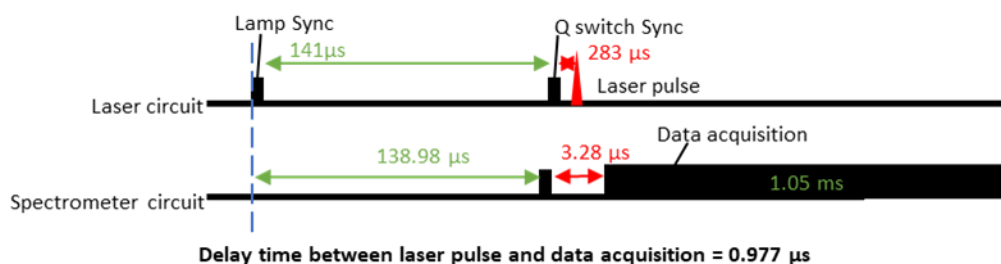 Lamp Sync
Q switch Sync
141µs
283 µs
Laser pulse
Laser circuit
Data acquisition
138.98 µs
3.28 µs
1.05 ms
Spectrometer circuit
Delay time between laser pulse and data acquisition = 0.977 µs